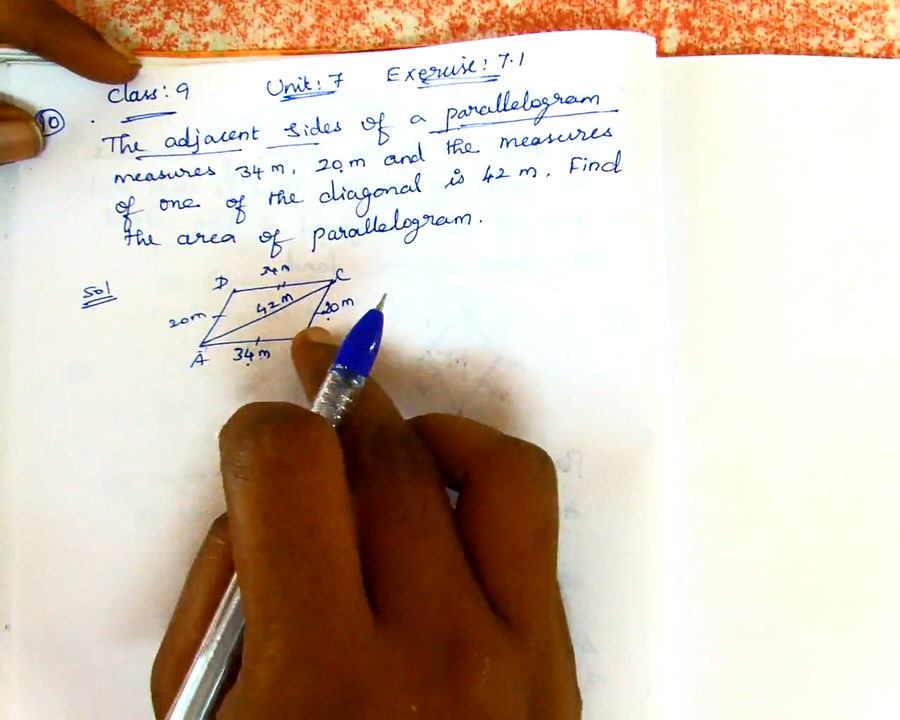 Class: 9 Unit: 7 Exercise: 7.1
10 The adjacent sides of a parallelogram
measures 34 m, 20 m and the measures
of one of the diagonal is 42 m. Find
the area of parallelogram.
Sol
D 34 m C
20 m 42 m 20 m
A 34 m